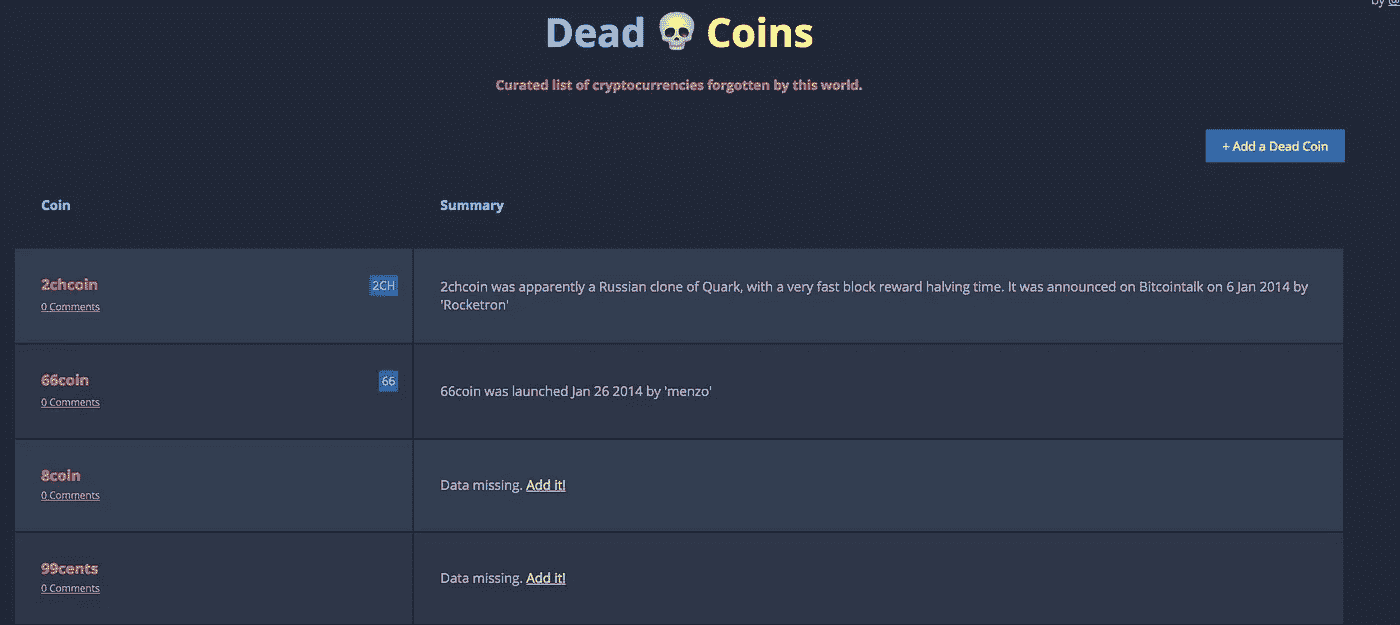 by @
Dead 💀 Coins
Curated list of cryptocurrencies forgotten by this world.
+ Add a Dead Coin
Coin
Summary
2chcoin
2CH
0 Comments
2chcoin was apparently a Russian clone of Quark, with a very fast block reward halving time. It was announced on Bitcointalk on 6 Jan 2014 by
'Rocketron'
66coin
66
0 Comments
66coin was launched Jan 26 2014 by 'menzo'
8coin
0 Comments
Data missing. Add it!
99cents
0 Comments
Data missing. Add it!